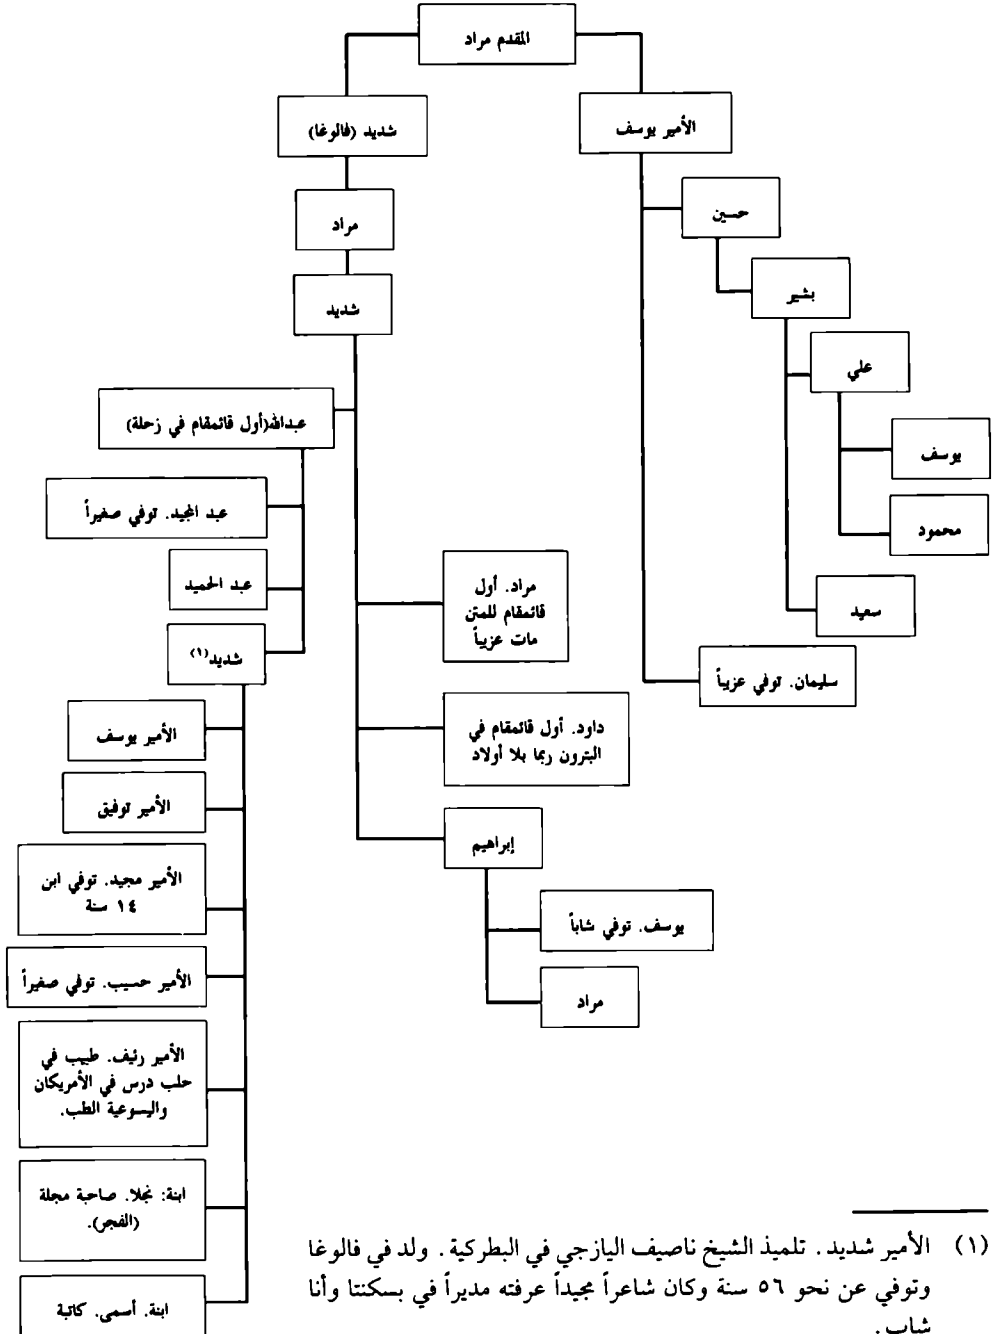 المقدم مراد
شديد (فالوغا)
الأمير يوسف
مراد
حسين
شديد
بشير
علي
عبدالله(أول قائمقام في زحلة)
يوسف
عبد المجيد. توفي صغيراً
محمود
عبد الحميد
مراد. أول
قائمقام للمتن
مات عزيباً
سعيد
شديد(١)
سليمان. توفي عزيباً
الأمير يوسف
داود. أول قائمقام في
البترون ربما بلا أولاد
الأمير توفيق
إبراهيم
الأمير مجيد. توفي ابن
١٤ سنة
يوسف. توفي شاباً
الأمير حسيب. توفي صغيراً
مراد
الأمير رئيف. طبيب في
حلب درس في الأمريكان
واليسوعية الطب.
ابنة: نجلا. صاحبة مجلة
(الفجر).
ابنة. أسمى. كاتبة
(١) الأمير شديد. تلميذ الشيخ ناصيف اليازجي في البطركية. ولد في فالوغا
وتوفي عن نحو ٥٦ سنة وكان شاعراً مجيداً عرفته مديراً في بسكنتا وأنا
شاب.